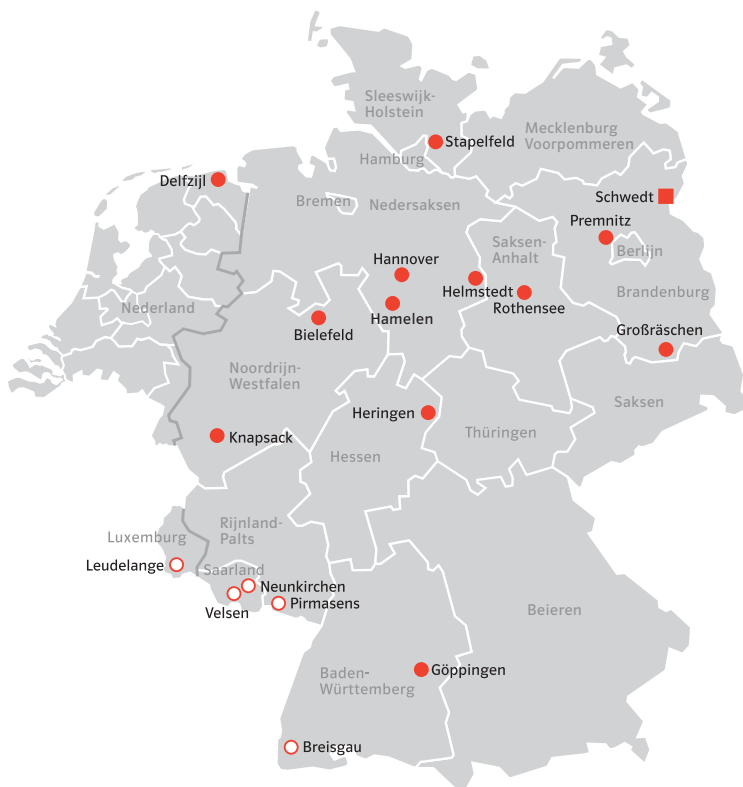 Sleeswijk-
Holstein
Mecklenburg
Voorpommeren
Stapelfeld
Hamburg
Delfzijl
Schwedt
Bremen
Nedersaksen
Premnitz
Saksen-
Anhalt
Berlijn
Hannover
Helmstedt
Brandenburg
Nederland
Rothensee
Hamelen
Bielefeld
Großräschen
Noordrijn-
Westfalen
Saksen
Heringen
Thüringen
Knapsack
Hessen
Rijnland-
Palts
Luxemburg
Leudelange
Saarland
Neunkirchen
Pirmasens
Velsen
Beieren
Göppingen
Baden-
Württemberg
Breisgau